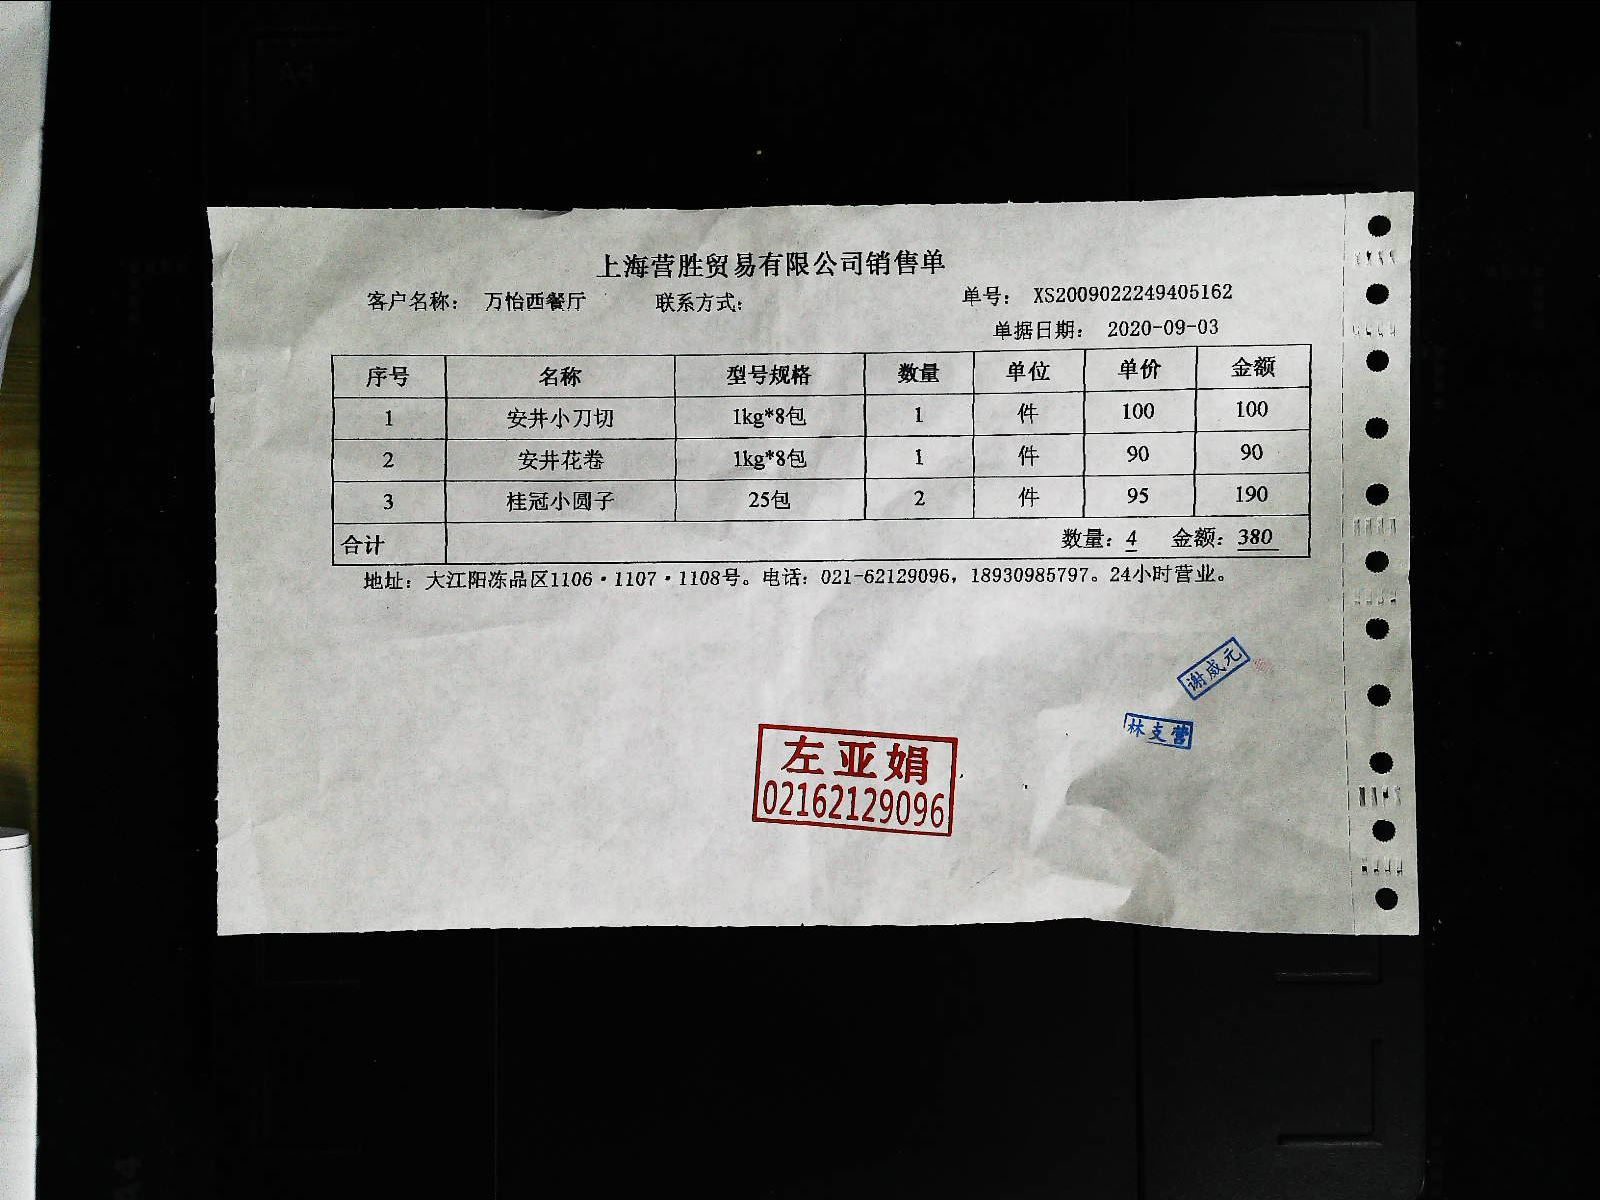 上海营胜贸易有限公司销售单
客户名称： 万怡西餐厅 联系方式： 单号： XS2009022249405162
单据日期： 2020-09-03
序号 名称 型号规格 数量 单位 单价 金额
1 安井小刀切 1kg*8包 1 件 100 100
2 安井花卷 1kg*8包 1 件 90 90
3 桂冠小圆子 25包 2 件 95 190
合计 数量：4 金额：380
地址：大江阳冻品区1106·1107·1108号。电话：021-62129096，18930985797。24小时营业。
谢威元
林支营
左亚娟
02162129096